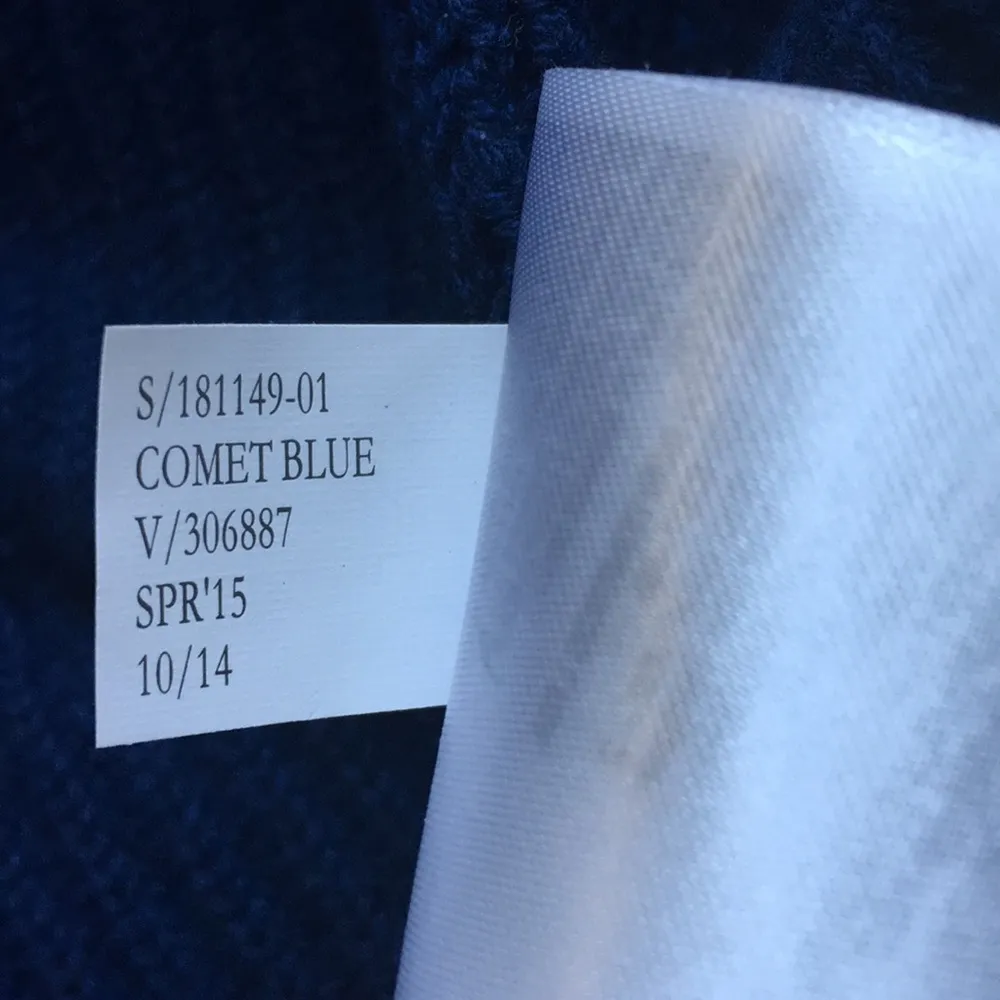 S/181149-01
COMET BLUE
V/306887
SPR'15
10/14